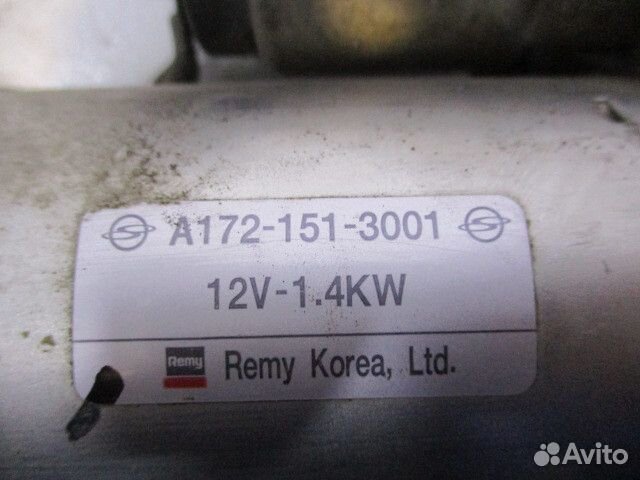 A172-151-3001
12V-1.4KW
Remy Remy Korea, Ltd.
Avito